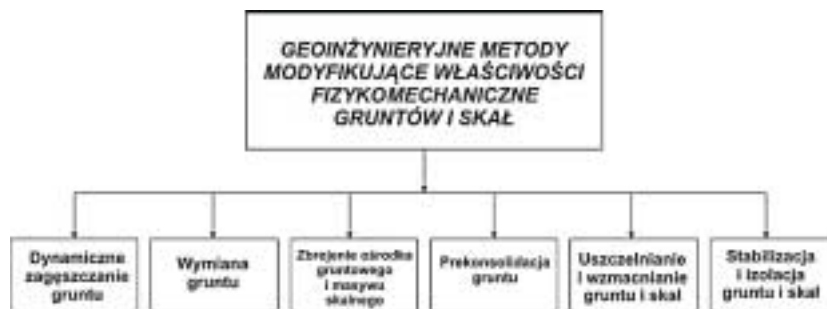 GEOINŻYNIERYJNE METODY
MODYFIKUJĄCE WŁAŚCIWOŚCI
FIZYKOMECHANICZNE
GRUNTÓW I SKAŁ
Dynamiczne
zagęszczanie
gruntu
Wymiana
gruntu
Zbrojenie ośrodka
gruntowego
i masywu
skalnego
Prekonsolidacja
gruntu
Uszczelnianie
i wzmacnianie
gruntu i skał
Stabilizacja
i izolacja
gruntu i skał